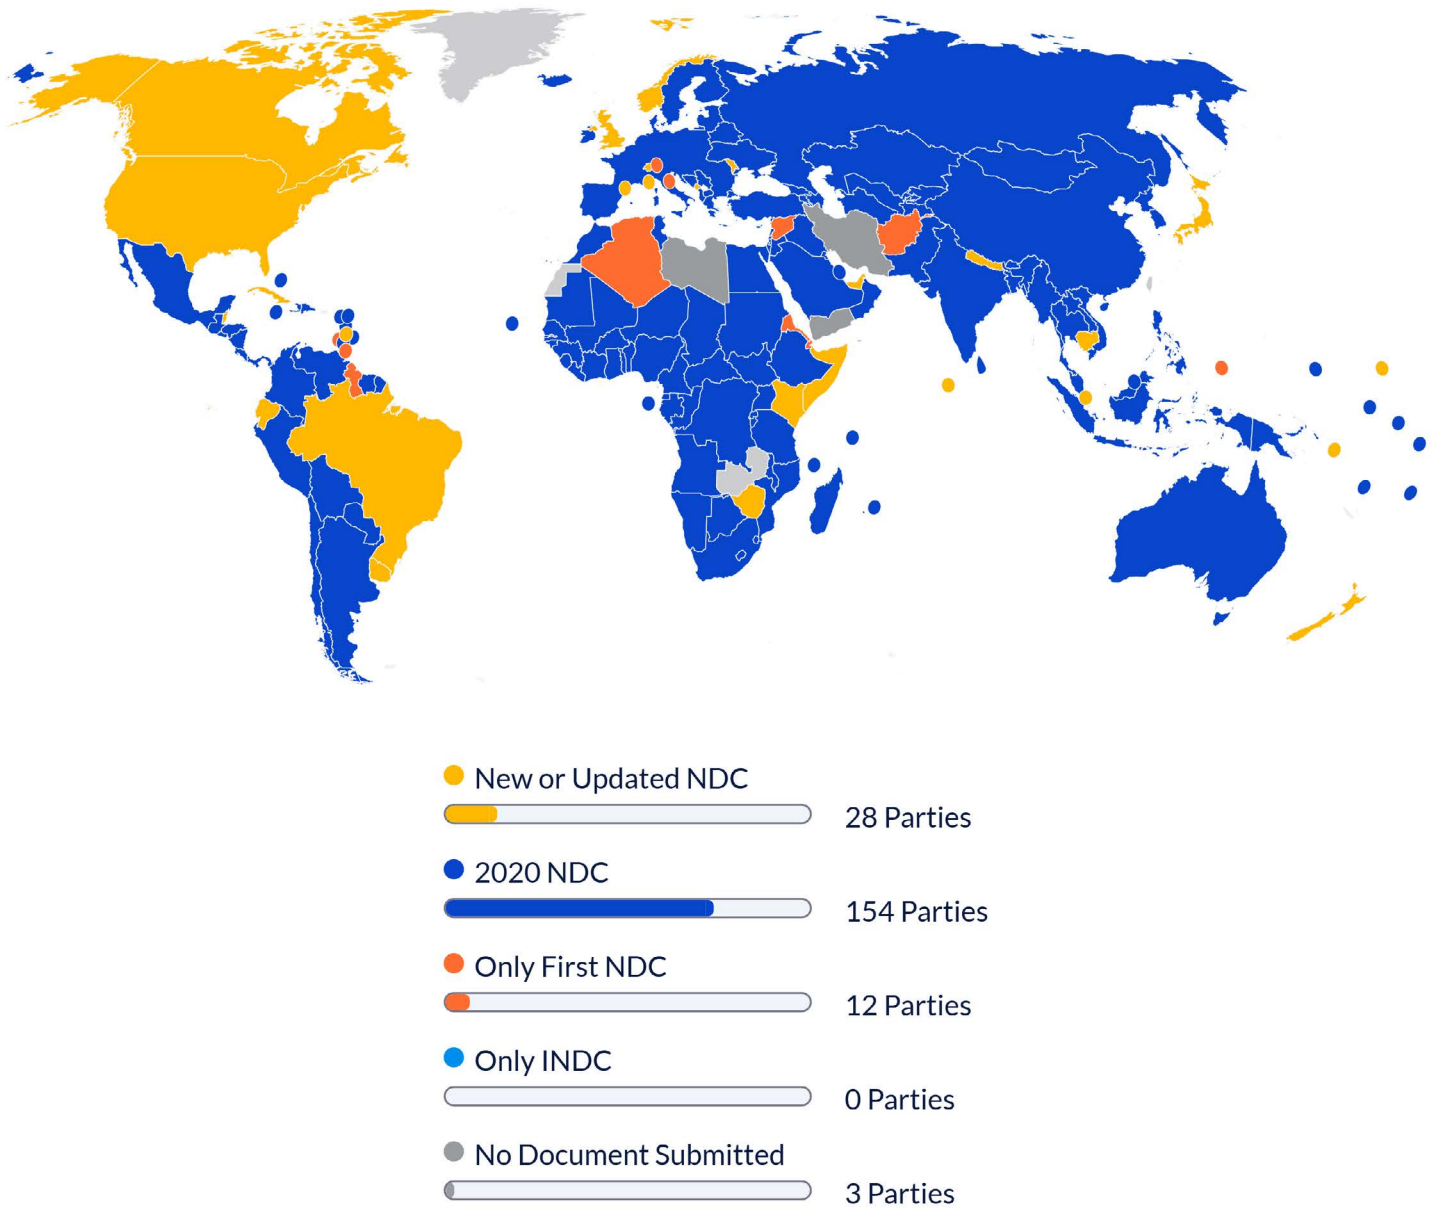 New or Updated NDC
28 Parties
2020 NDC
154 Parties
Only First NDC
12 Parties
Only INDC
0 Parties
No Document Submitted
3 Parties